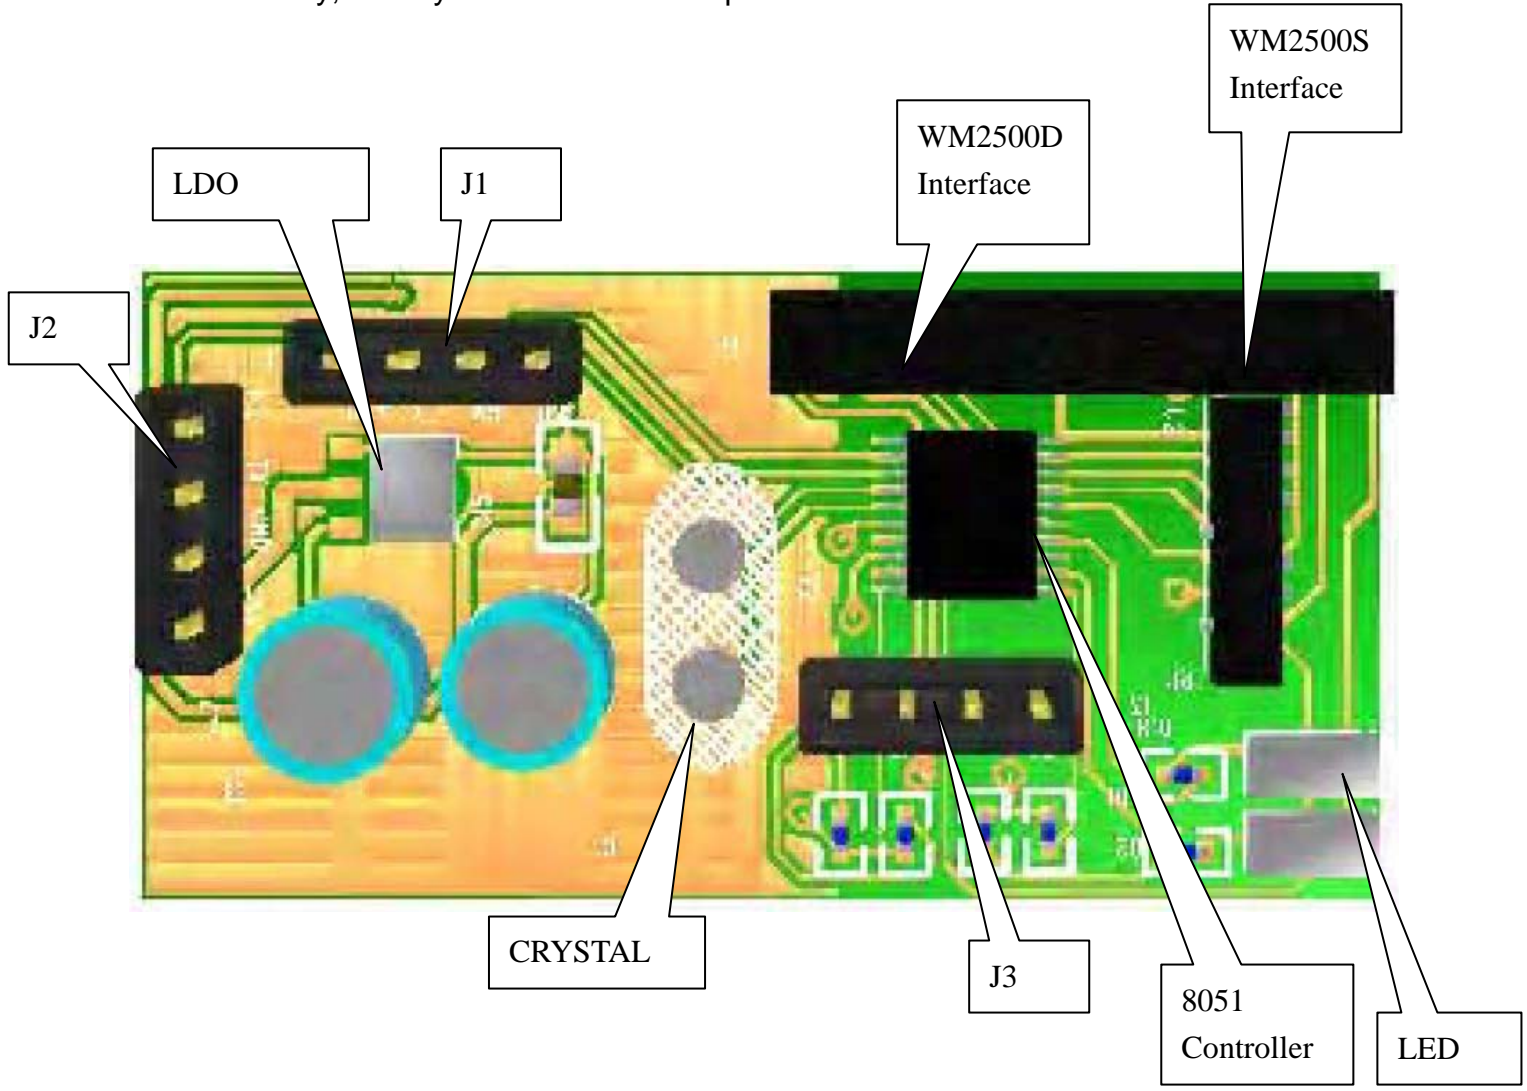 WM2500S
Interface
WM2500D
Interface
LDO
J1
J2
CRYSTAL
J3
8051
Controller
LED